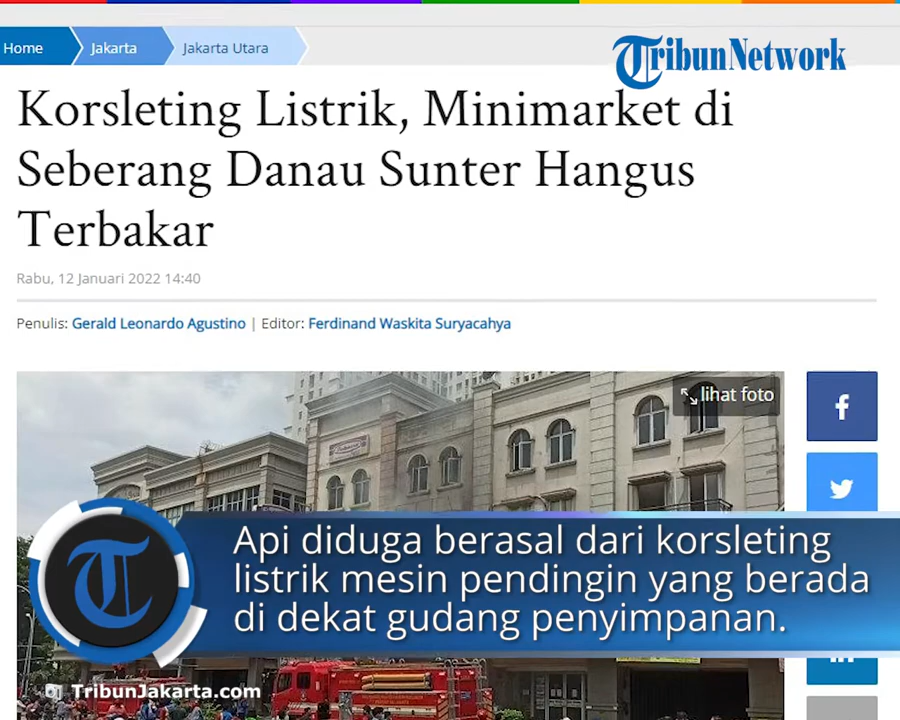 Home Jakarta Jakarta Utara
TribunNetwork
Korsleting Listrik, Minimarket di
Seberang Danau Sunter Hangus
Terbakar
Rabu, 12 Januari 2022 14:40
Penulis: Gerald Leonardo Agustino | Editor: Ferdinand Waskita Suryacahya
lihat foto
Api diduga berasal dari korsleting
listrik mesin pendingin yang berada
di dekat gudang penyimpanan.
TribunJakarta.com